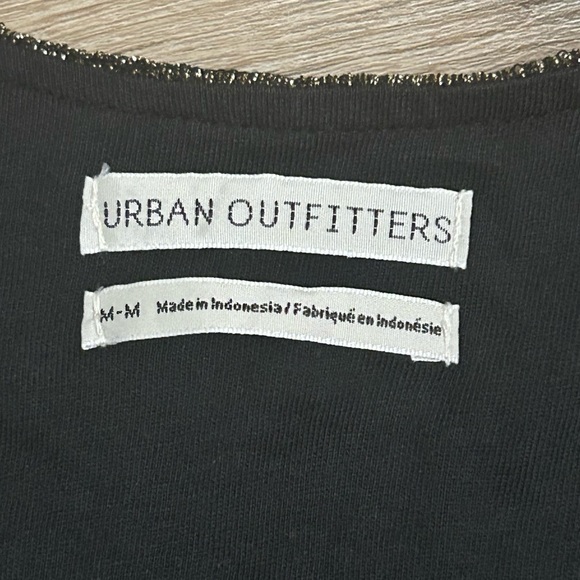 URBAN OUTFITTERS
M-M Made in Indonesia / Fabriqué en Indonésie